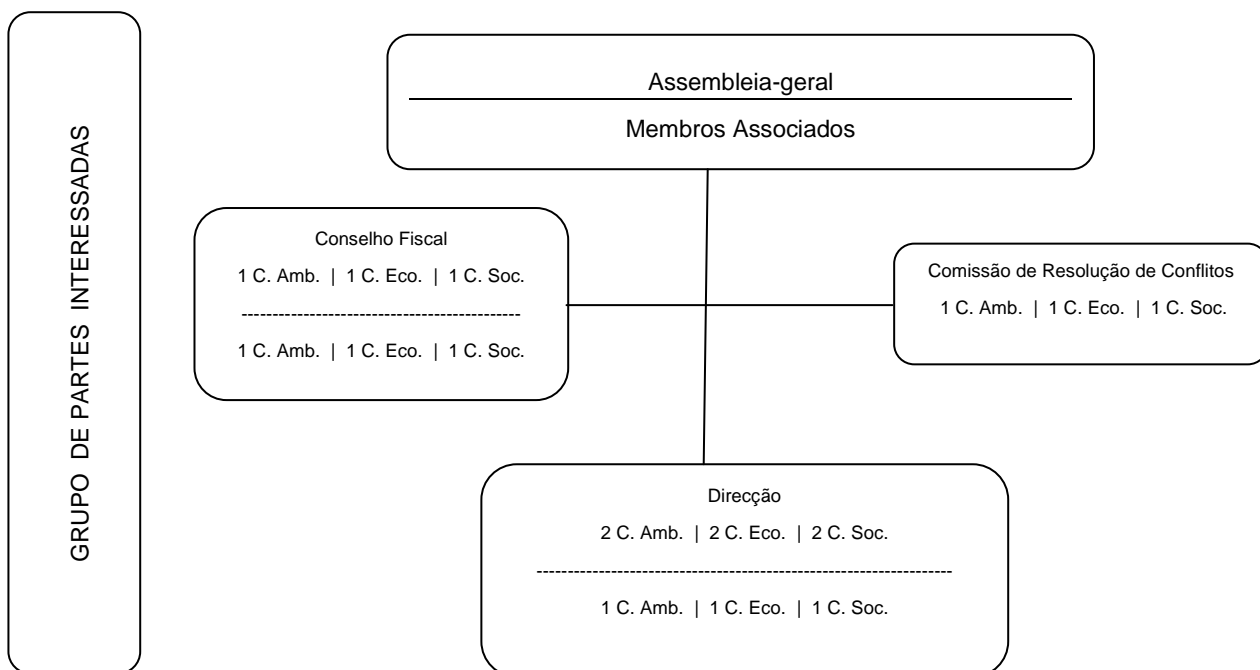 GRUPO DE PARTES INTERESSADAS
Assembleia-geral
Membros Associados
Conselho Fiscal
1 C. Amb. | 1 C. Eco. | 1 C. Soc.
---------------------------------------------
1 C. Amb. | 1 C. Eco. | 1 C. Soc.
Comissão de Resolução de Conflitos
1 C. Amb. | 1 C. Eco. | 1 C. Soc.
Direcção
2 C. Amb. | 2 C. Eco. | 2 C. Soc.
-------------------------------------------------------------------
1 C. Amb. | 1 C. Eco. | 1 C. Soc.